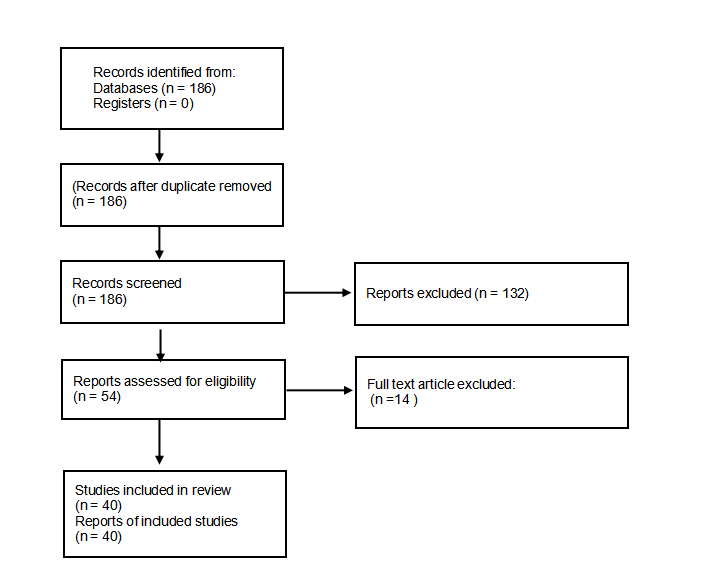 Records identified from:
Databases (n = 186)
Registers (n = 0)
(Records after duplicate removed
(n = 186)
Records screened
(n = 186)
Reports excluded (n = 132)
Reports assessed for eligibility
(n = 54)
Full text article excluded:
(n =14 )
Studies included in review
(n = 40)
Reports of included studies
(n = 40)